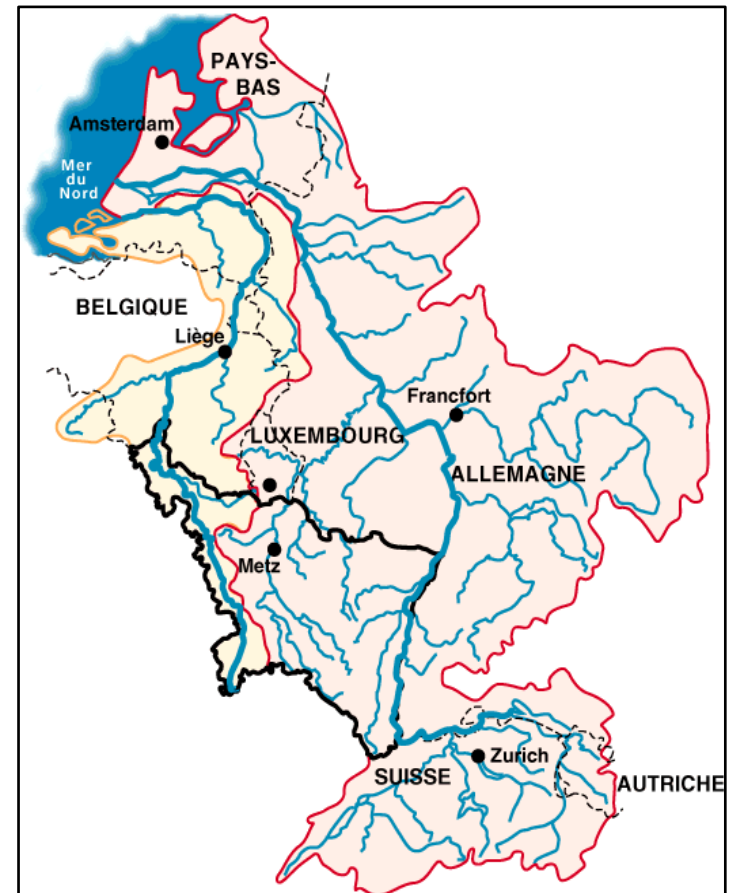 PAYS-
BAS
Amsterdam
Mer
du
Nord
BELGIQUE
Liège
Francfort
LUXEMBOURG
ALLEMAGNE
Metz
Zurich
SUISSE
AUTRICHE